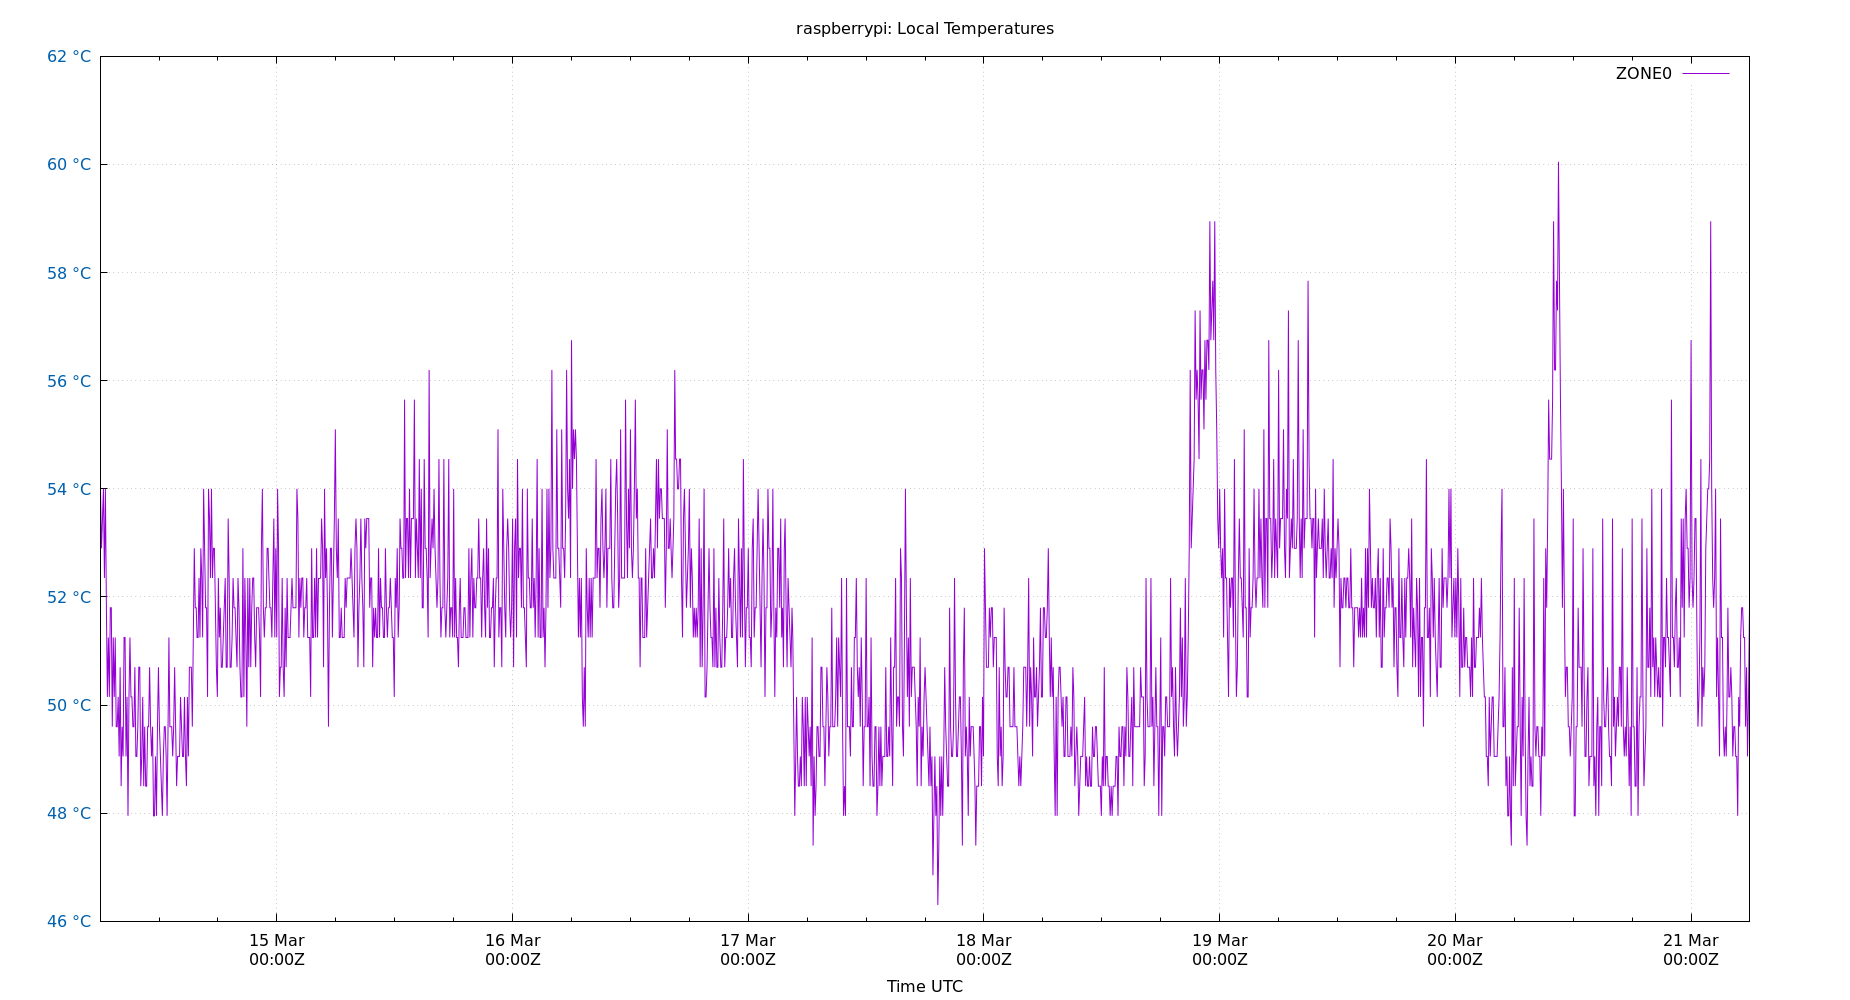 raspberrypi: Local Temperatures
62 °C
ZONE0
60 °C
58 °C
56 °C
54 °C
52 °C
50 °C
48 °C
46 °C
15 Mar 16 Mar 17 Mar 18 Mar 19 Mar 20 Mar 21 Mar
00:00Z 00:00Z 00:00Z 00:00Z 00:00Z 00:00Z 00:00Z
Time UTC